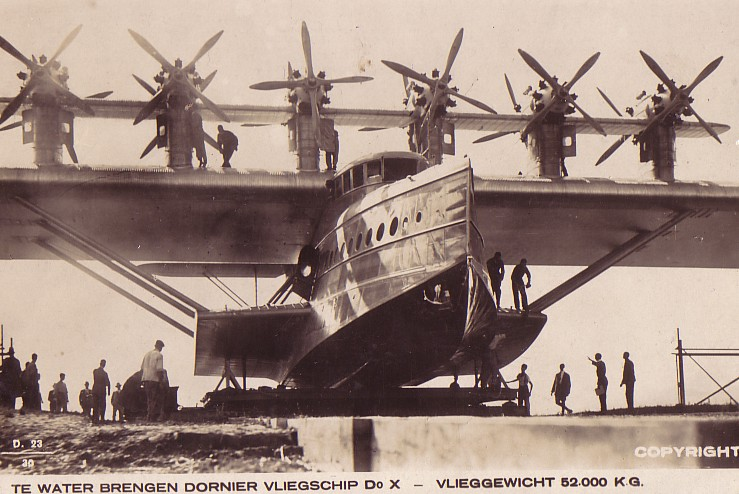 D. 23
30
COPYRIGHT
TE WATER BRENGEN DORNIER VLIEGSCHIP Do X - VLIEGGEWICHT 52.000 K.G.